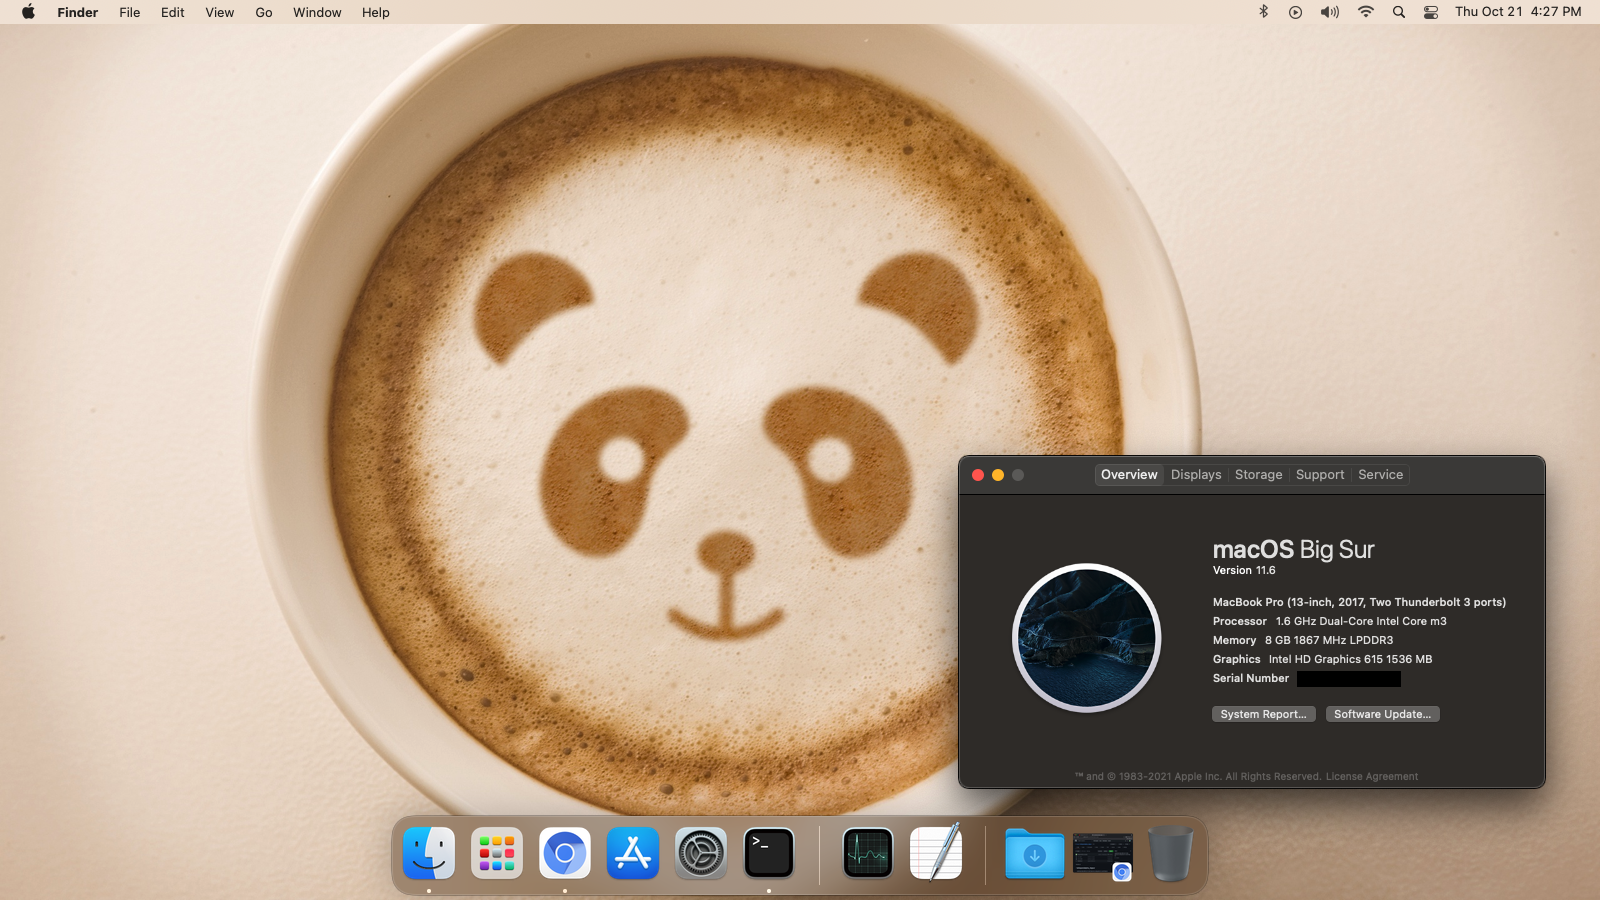 Finder File Edit View Go Window Help Thu Oct 21 4:27 PM
Overview Displays Storage Support Service
macOS Big Sur
Version 11.6
MacBook Pro (13-inch, 2017, Two Thunderbolt 3 ports)
Processor 1.6 GHz Dual-Core Intel Core m3
Memory 8 GB 1867 MHz LPDDR3
Graphics Intel HD Graphics 615 1536 MB
Serial Number
System Report... Software Update...
™ and © 1983-2021 Apple Inc. All Rights Reserved. License Agreement
>_